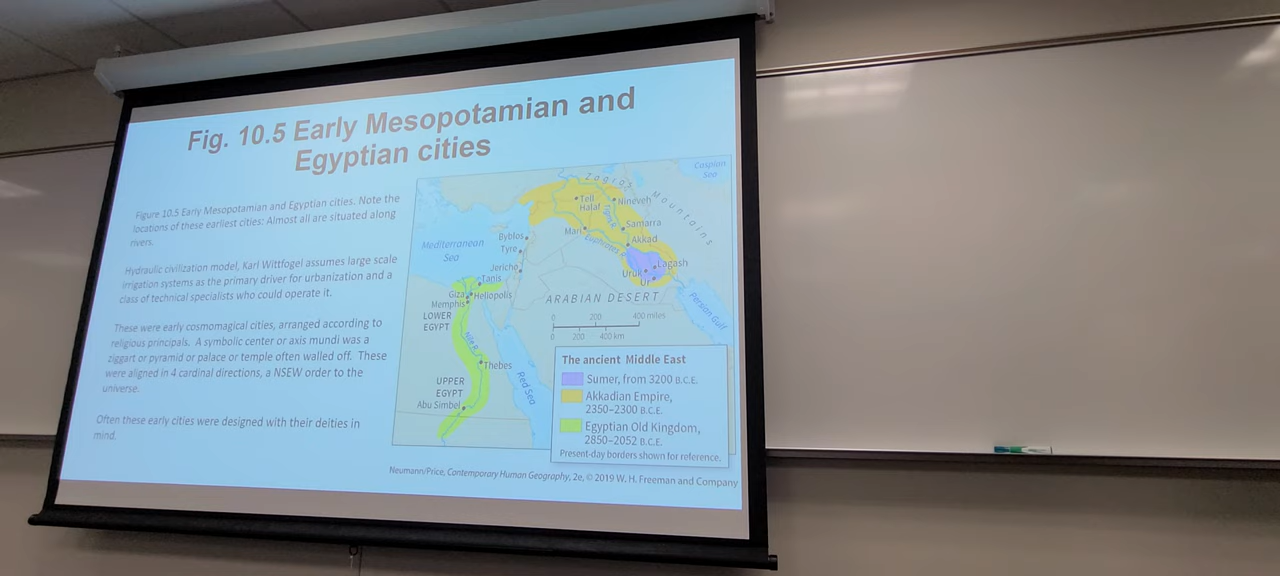 Fig. 10.5 Early Mesopotamian and
Egyptian cities
Figure 10.5 Early Mesopotamian and Egyptian cities. Note the
locations of these earliest cities: Almost all are situated along
rivers.
Hydraulic civilization model, Karl Wittfogel assumes large scale
irrigation systems as the primary driver for urbanization and a
class of technical specialists who could operate it.
These were early cosmomagical cities, arranged according to
religious principals. A symbolic center or axis mundi was a
ziggart or pyramid or palace or temple often walled off. These
were aligned in 4 cardinal directions, a NSEW order to the
universe.
Often these early cities were designed with their deities in
mind.
Caspian
Sea
Zagros Mountains
Tell
Halaf
Nineveh
Samarra
Mari
Akkad
Euphrates
Tigris
Byblos
Tyre
Mediterranean
Sea
Jericho
Lagash
Uruk
Ur
Tanis
Giza
Heliopolis
Memphis
LOWER
EGYPT
ARABIAN DESERT
Persian Gulf
0 200 400 miles
0 200 400 km
Nile R.
Thebes
Red Sea
UPPER
EGYPT
Abu Simbel
The ancient Middle East
Sumer, from 3200 B.C.E.
Akkadian Empire,
2350–2300 B.C.E.
Egyptian Old Kingdom,
2850–2052 B.C.E.
Present-day borders shown for reference.
Neumann/Price, Contemporary Human Geography, 2e, © 2019 W. H. Freeman and Company